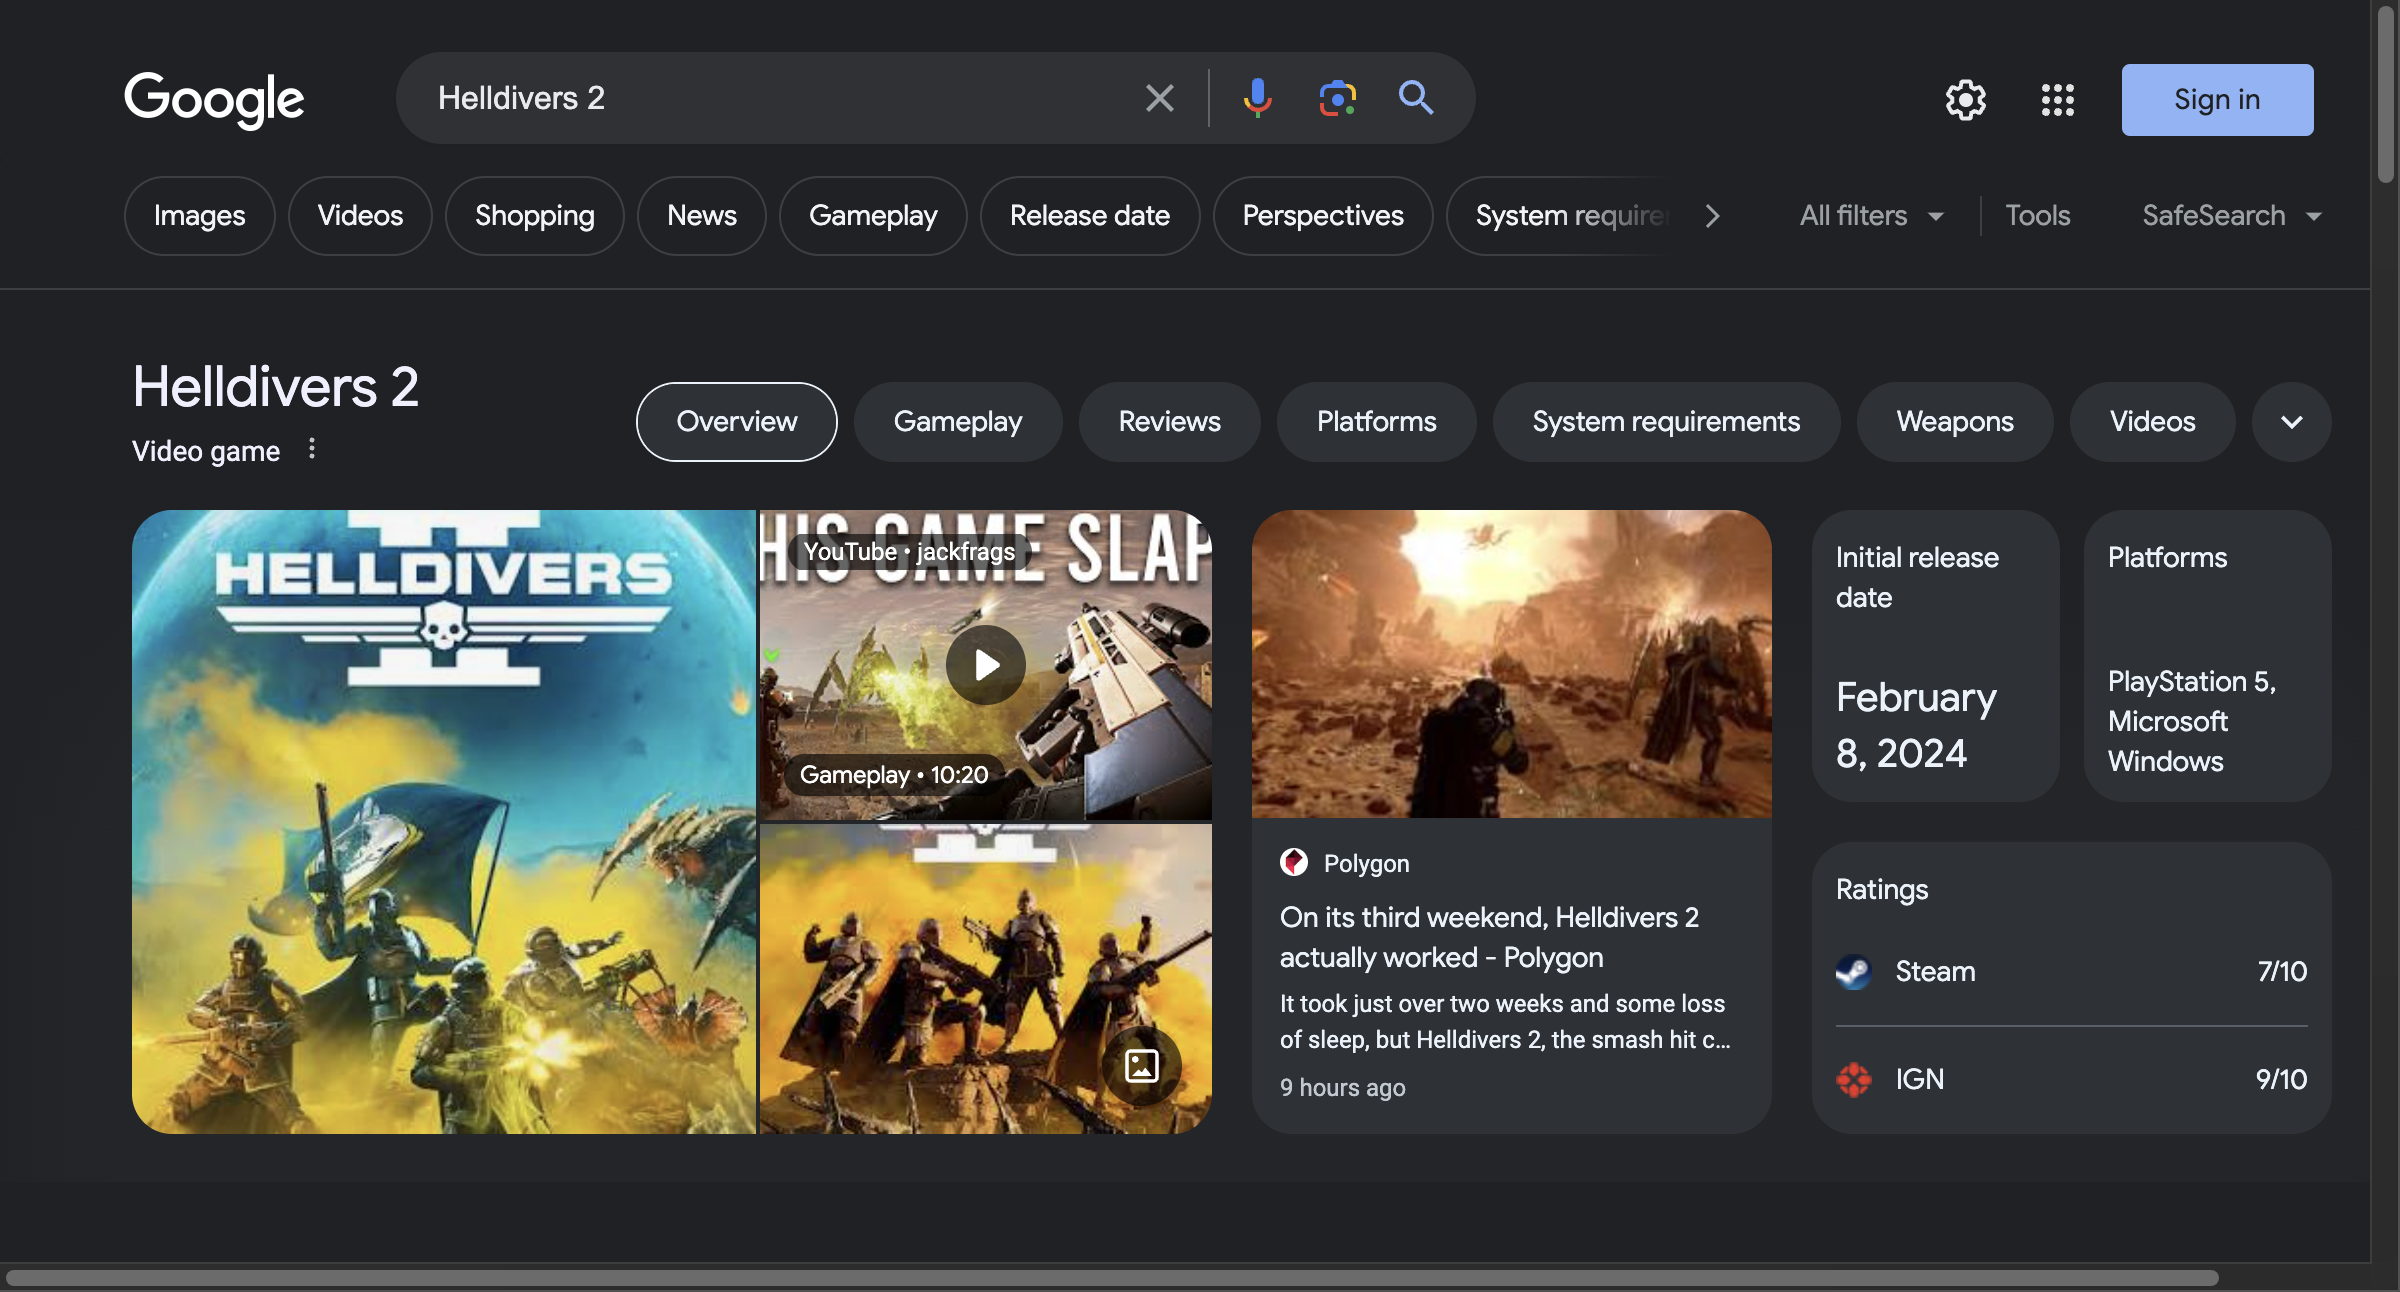 Google
Helldivers 2
Sign in
Images
Videos
Shopping
News
Gameplay
Release date
Perspectives
System require
All filters
Tools
SafeSearch
Helldivers 2
Video game
Overview
Gameplay
Reviews
Platforms
System requirements
Weapons
Videos
HELLDIVERS
II
HIS GAME SLAP
YouTube • jackfrags
Gameplay • 10:20
Polygon
On its third weekend, Helldivers 2
actually worked - Polygon
It took just over two weeks and some loss
of sleep, but Helldivers 2, the smash hit c...
9 hours ago
Initial release
date
February
8, 2024
Platforms
PlayStation 5,
Microsoft
Windows
Ratings
Steam
7/10
IGN
9/10